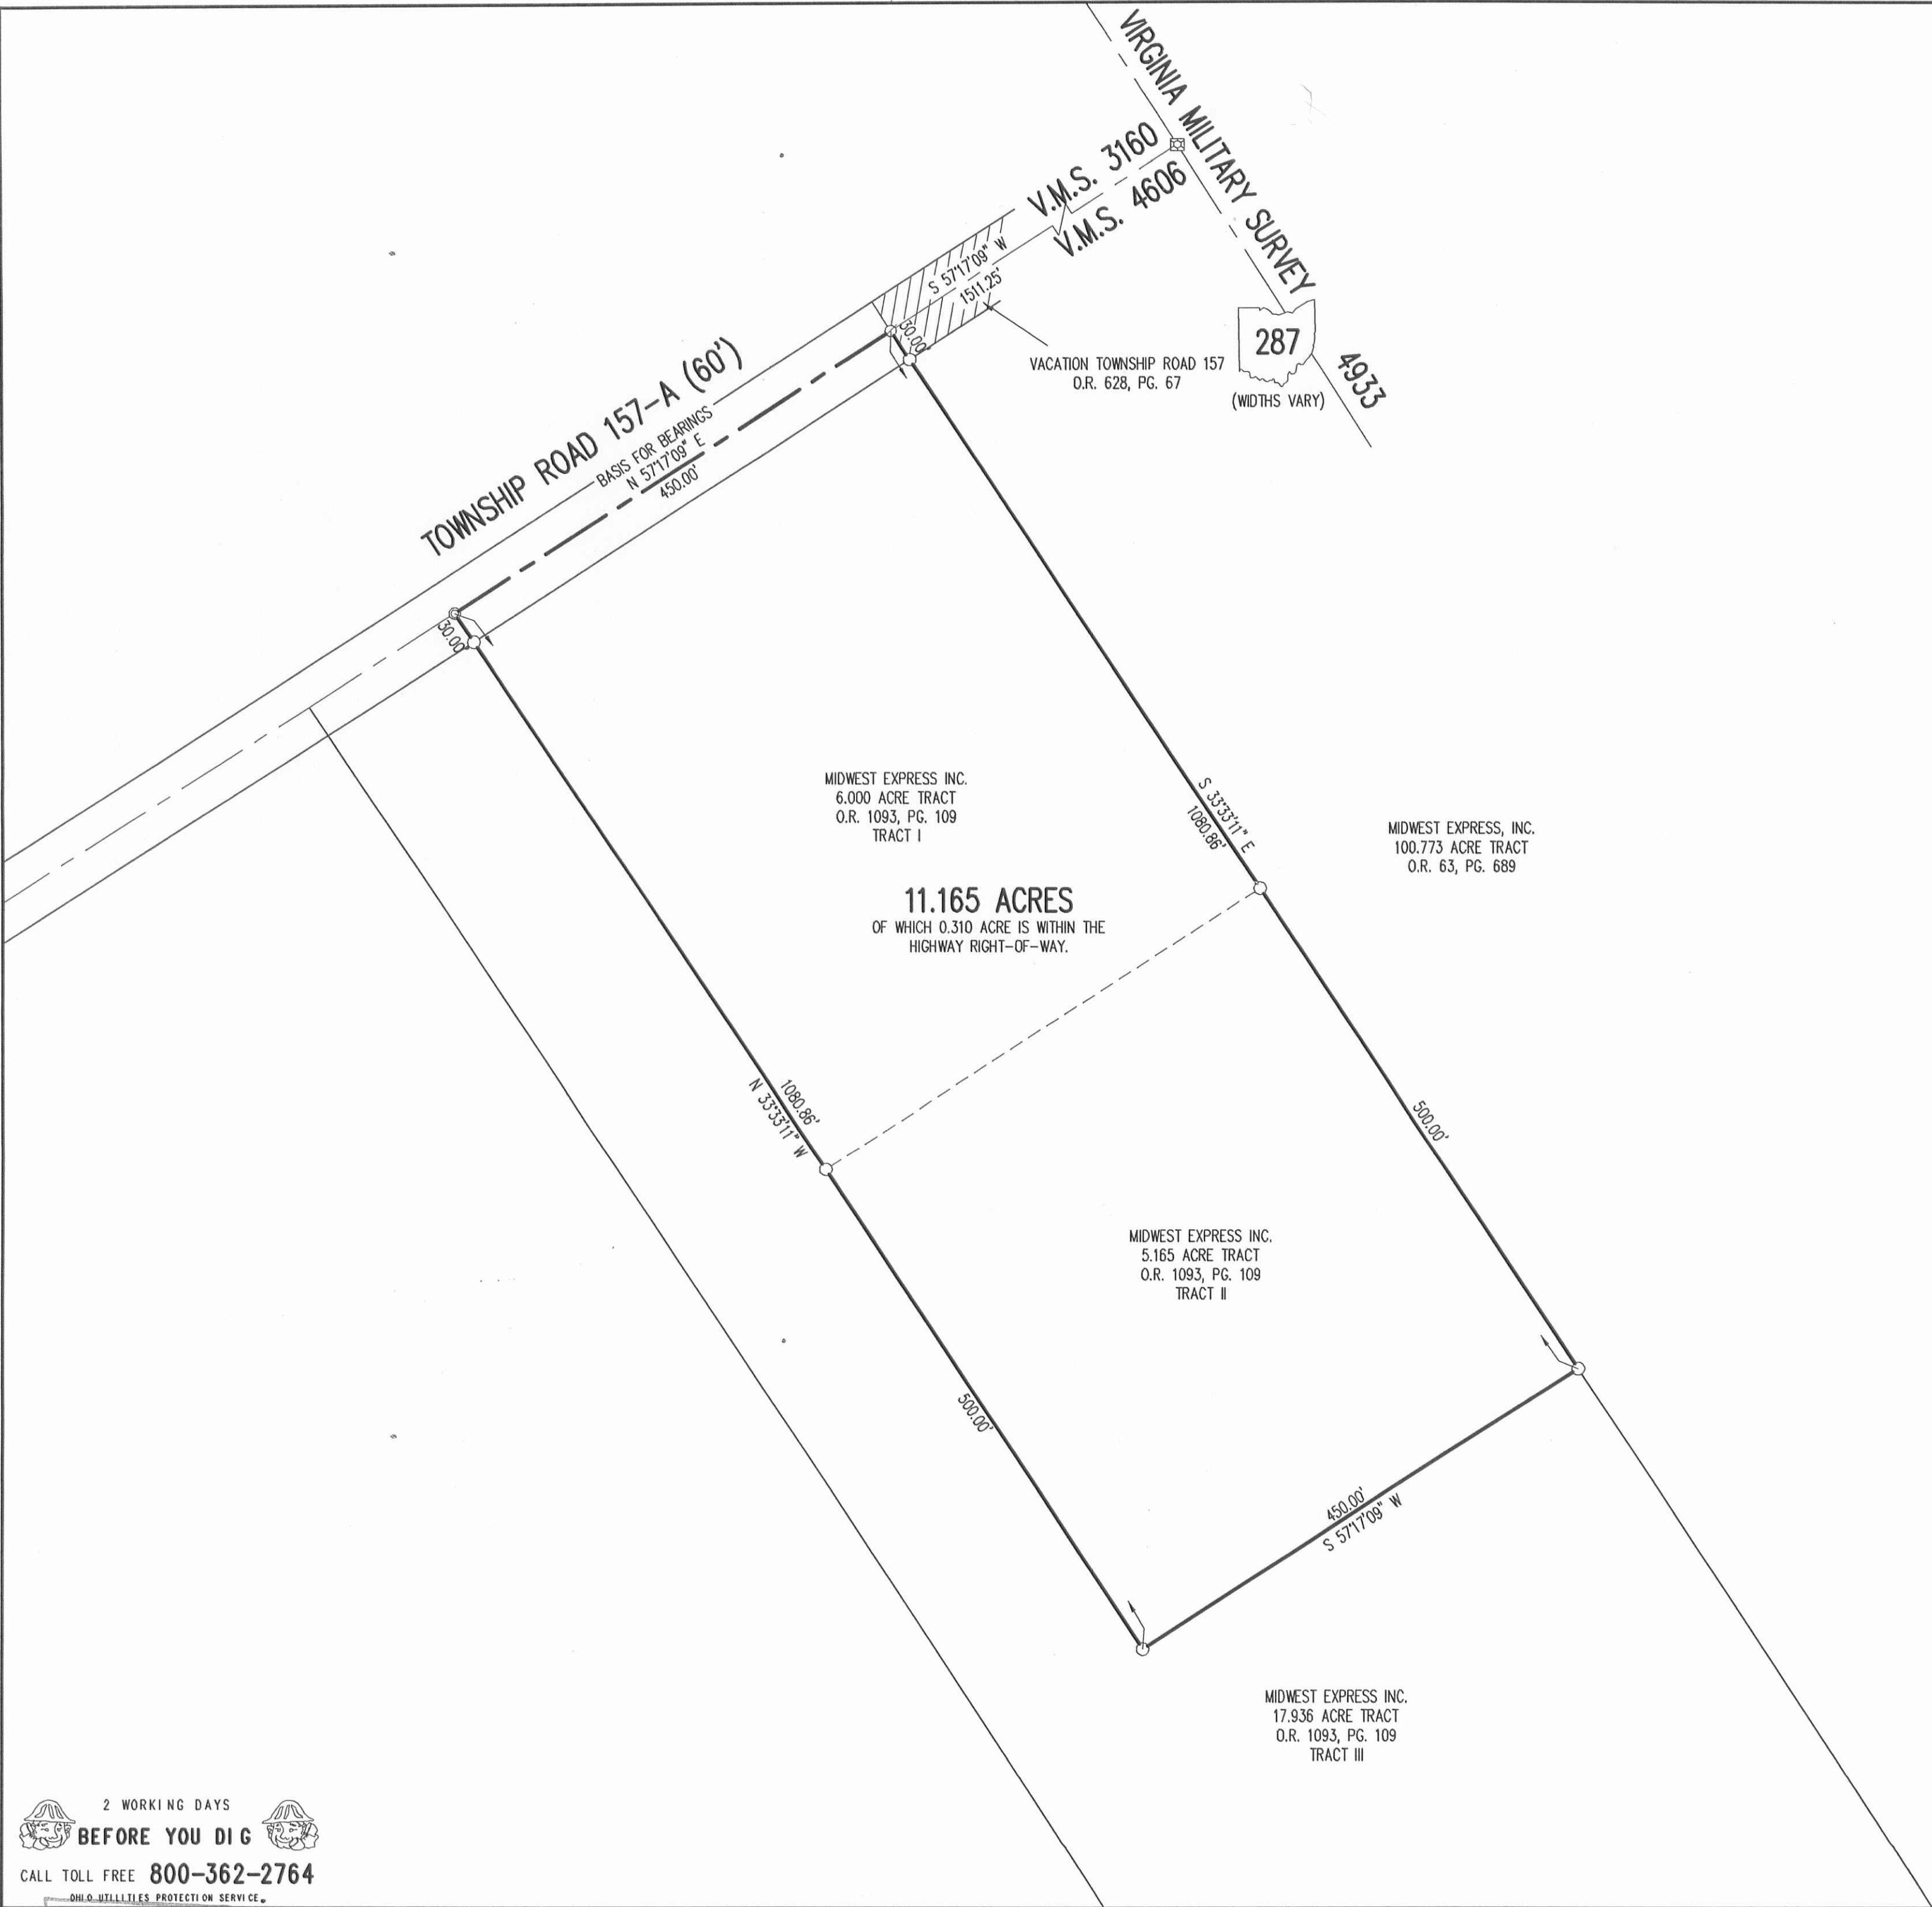 VIRGINIA MILITARY SURVEY
4933
V.M.S. 3160
V.M.S. 4606
S 57°17'09" W
1511.25'
30.00'
VACATION TOWNSHIP ROAD 157
O.R. 628, PG. 67
287
(WIDTHS VARY)
TOWNSHIP ROAD 157-A (60')
BASIS FOR BEARINGS
N 57°17'09" E
450.00'
30.00'
MIDWEST EXPRESS INC.
6.000 ACRE TRACT
O.R. 1093, PG. 109
TRACT I
S 33°33'11" E
1080.86'
MIDWEST EXPRESS, INC.
100.773 ACRE TRACT
O.R. 63, PG. 689
11.165 ACRES
OF WHICH 0.310 ACRE IS WITHIN THE
HIGHWAY RIGHT-OF-WAY.
1080.86'
N 33°33'11" W
500.00'
MIDWEST EXPRESS INC.
5.165 ACRE TRACT
O.R. 1093, PG. 109
TRACT II
500.00'
450.00'
S 57°17'09" W
MIDWEST EXPRESS INC.
17.936 ACRE TRACT
O.R. 1093, PG. 109
TRACT III
2 WORKING DAYS
BEFORE YOU DIG
CALL TOLL FREE 800-362-2764
OHIO UTILITIES PROTECTION SERVICE.